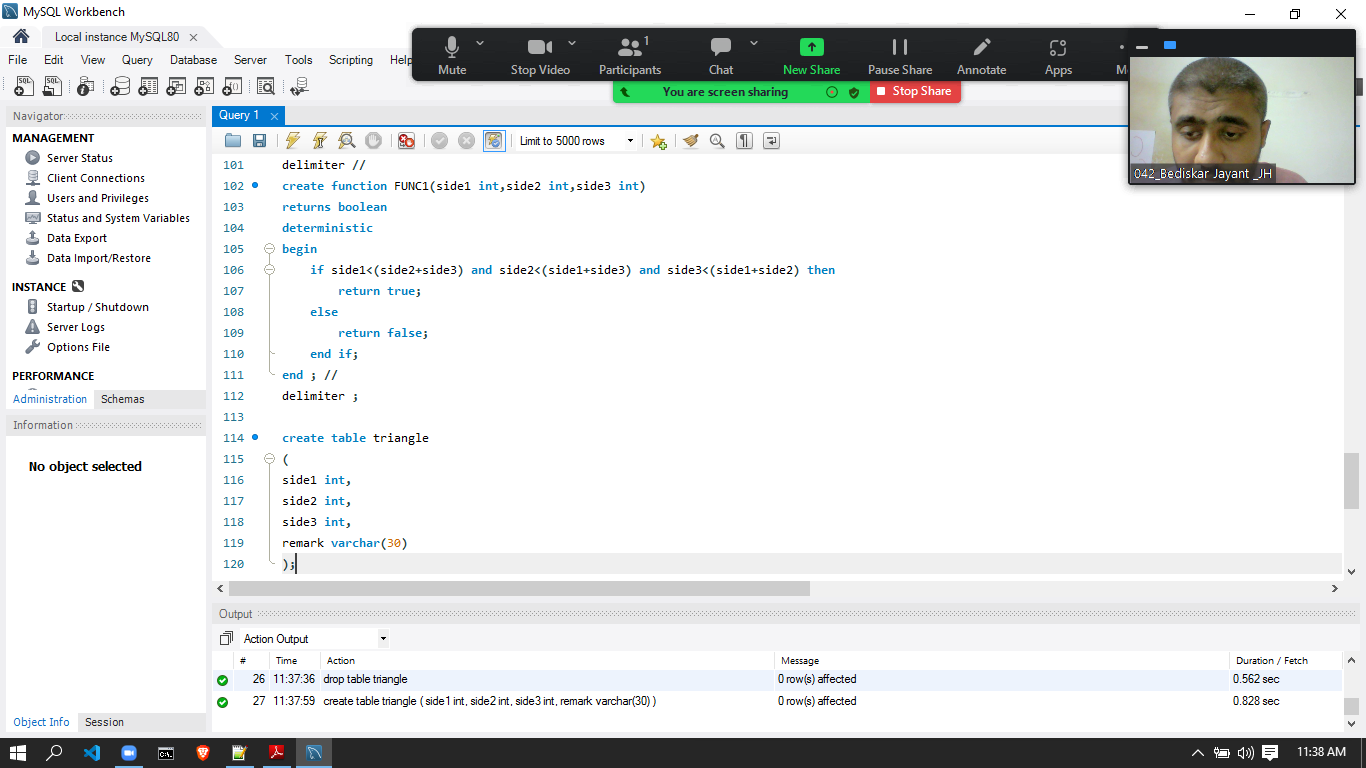 MySQL Workbench
Local instance MySQL80
File Edit View Query Database Server Tools Scripting Help
Mute
Stop Video
1
Participants
Chat
New Share
Pause Share
Annotate
Apps
You are screen sharing
Stop Share
042_Bediskar Jayant _JH
Navigator
MANAGEMENT
Server Status
Client Connections
Users and Privileges
Status and System Variables
Data Export
Data Import/Restore
INSTANCE
Startup / Shutdown
Server Logs
Options File
PERFORMANCE
Administration Schemas
Information
No object selected
Object Info Session
Query 1
Limit to 5000 rows
101 delimiter //
102 create function FUNC1(side1 int,side2 int,side3 int)
103 returns boolean
104 deterministic
105 begin
106 if side1<(side2+side3) and side2<(side1+side3) and side3<(side1+side2) then
107 return true;
108 else
109 return false;
110 end if;
111 end ; //
112 delimiter ;
113
114 create table triangle
115 (
116 side1 int,
117 side2 int,
118 side3 int,
119 remark varchar(30)
120 );
Output
Action Output
# Time Action Message Duration / Fetch
26 11:37:36 drop table triangle 0 row(s) affected 0.562 sec
27 11:37:59 create table triangle ( side1 int, side2 int, side3 int, remark varchar(30) ) 0 row(s) affected 0.828 sec
11:38 AM